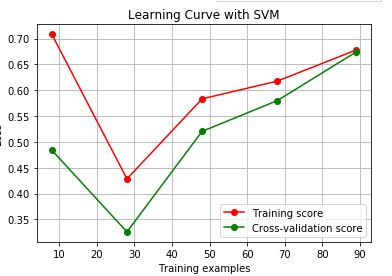 Learning Curve with SVM
0.70
0.65
0.60
0.55
0.50
0.45
0.40
0.35
10 20 30 40 50 60 70 80 90
Training examples
Training score
Cross-validation score